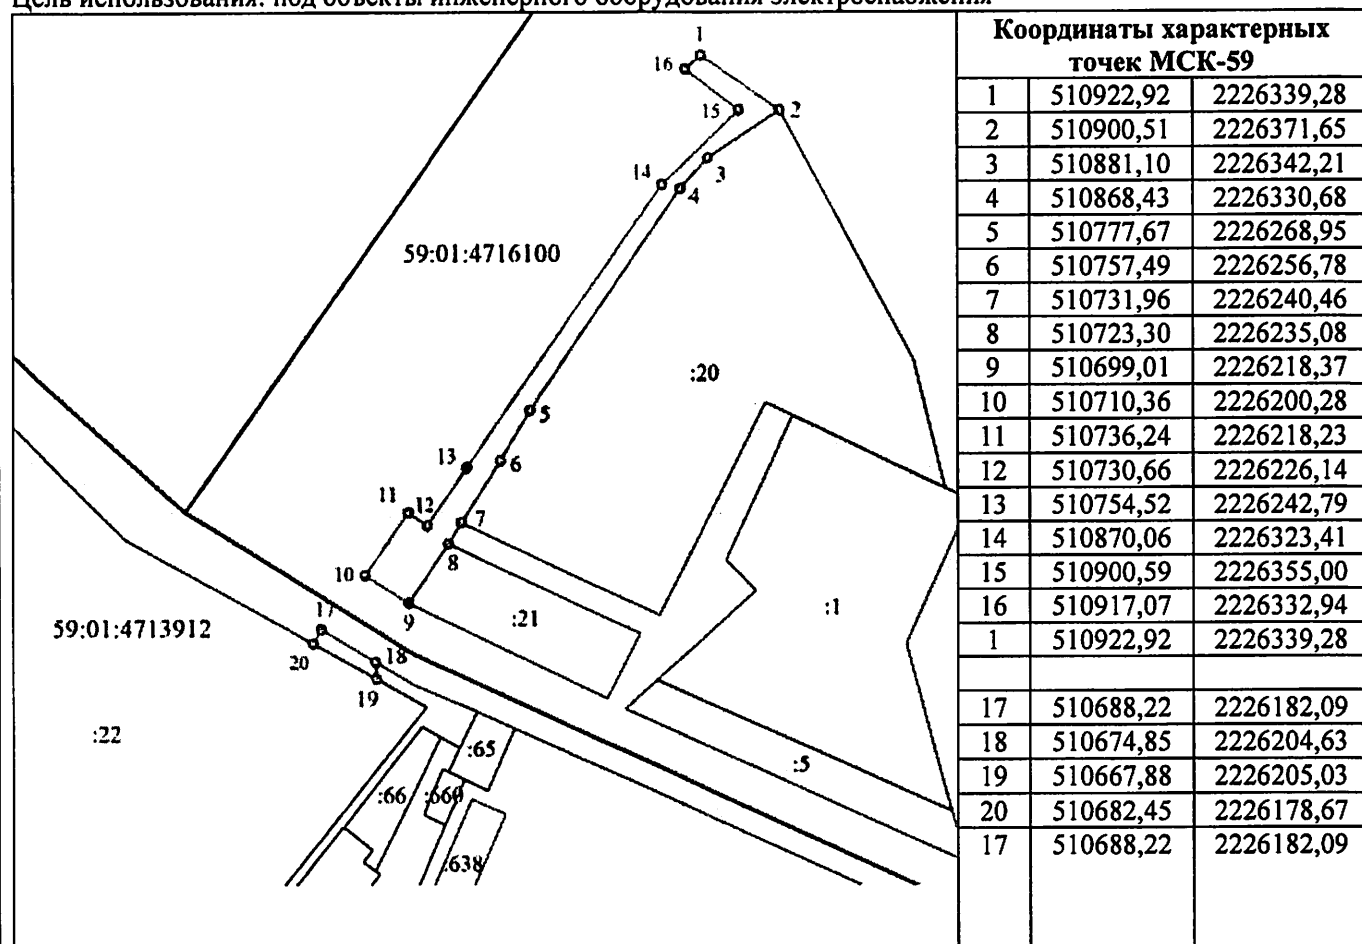 Цель использования: под объекты инженерного оборудования электроснабжения
Координаты характерных
точек МСК-59
1 510922,92 2226339,28
2 510900,51 2226371,65
3 510881,10 2226342,21
4 510868,43 2226330,68
5 510777,67 2226268,95
6 510757,49 2226256,78
7 510731,96 2226240,46
8 510723,30 2226235,08
9 510699,01 2226218,37
10 510710,36 2226200,28
11 510736,24 2226218,23
12 510730,66 2226226,14
13 510754,52 2226242,79
14 510870,06 2226323,41
15 510900,59 2226355,00
16 510917,07 2226332,94
1 510922,92 2226339,28
17 510688,22 2226182,09
18 510674,85 2226204,63
19 510667,88 2226205,03
20 510682,45 2226178,67
17 510688,22 2226182,09
1
16
15
2
3
14
4
59:01:4716100
:20
5
13
6
11
12
7
8
10
9
:21
:1
17
59:01:4713912
18
20
19
:22
:65
:5
:66
:660
:638